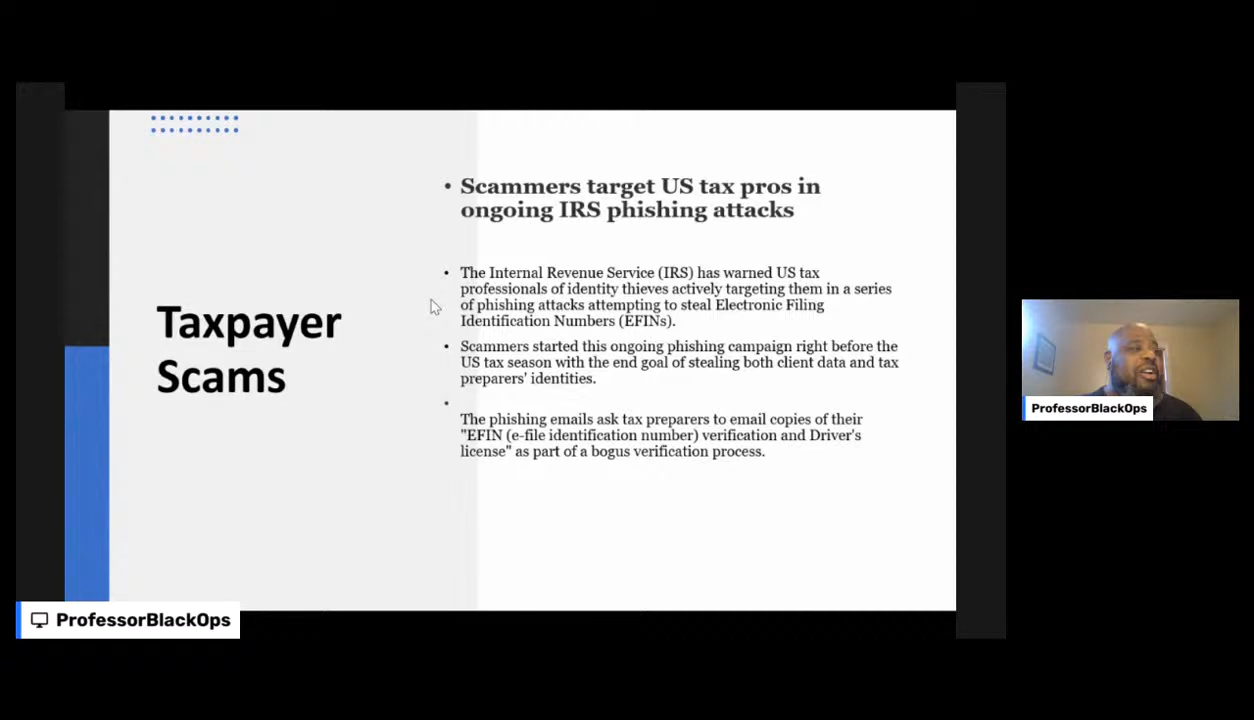 Taxpayer
Scams
• Scammers target US tax pros in
ongoing IRS phishing attacks
• The Internal Revenue Service (IRS) has warned US tax
professionals of identity thieves actively targeting them in a series
of phishing attacks attempting to steal Electronic Filing
Identification Numbers (EFINs).
• Scammers started this ongoing phishing campaign right before the
US tax season with the end goal of stealing both client data and tax
preparers' identities.
•
The phishing emails ask tax preparers to email copies of their
"EFIN (e-file identification number) verification and Driver's
license" as part of a bogus verification process.
ProfessorBlackOps
ProfessorBlackOps